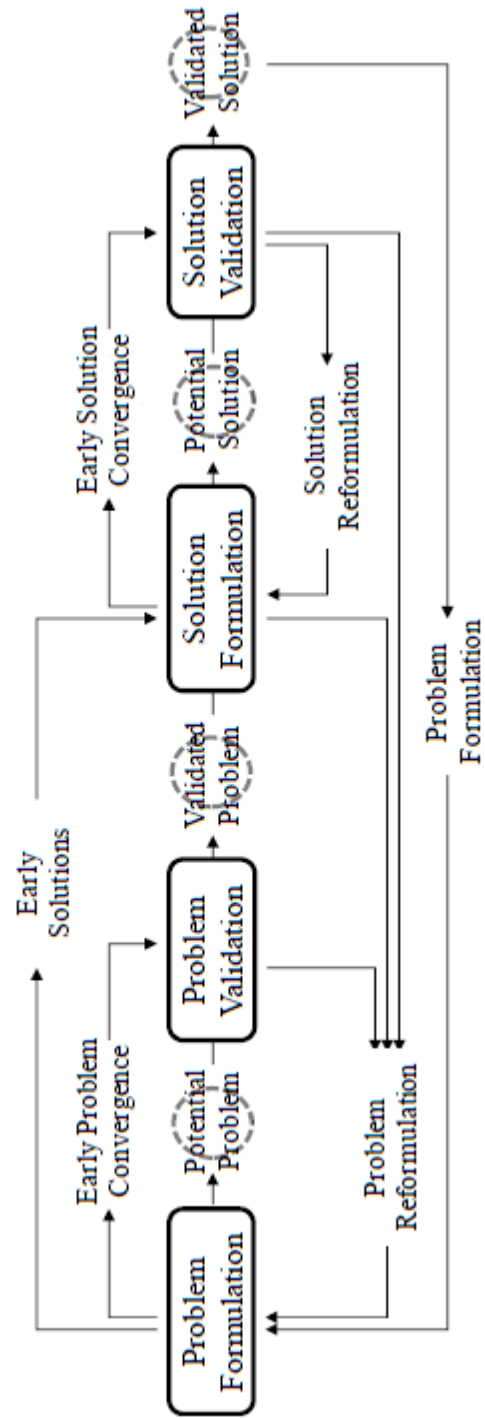 Early
Solutions
Early Problem
Convergence
Early Solution
Convergence
Problem
Formulation
Potential
Problem
Problem
Validation
Validated
Problem
Solution
Formulation
Potential
Solution
Solution
Validation
Validated
Solution
Problem
Reformulation
Solution
Reformulation
Problem
Formulation